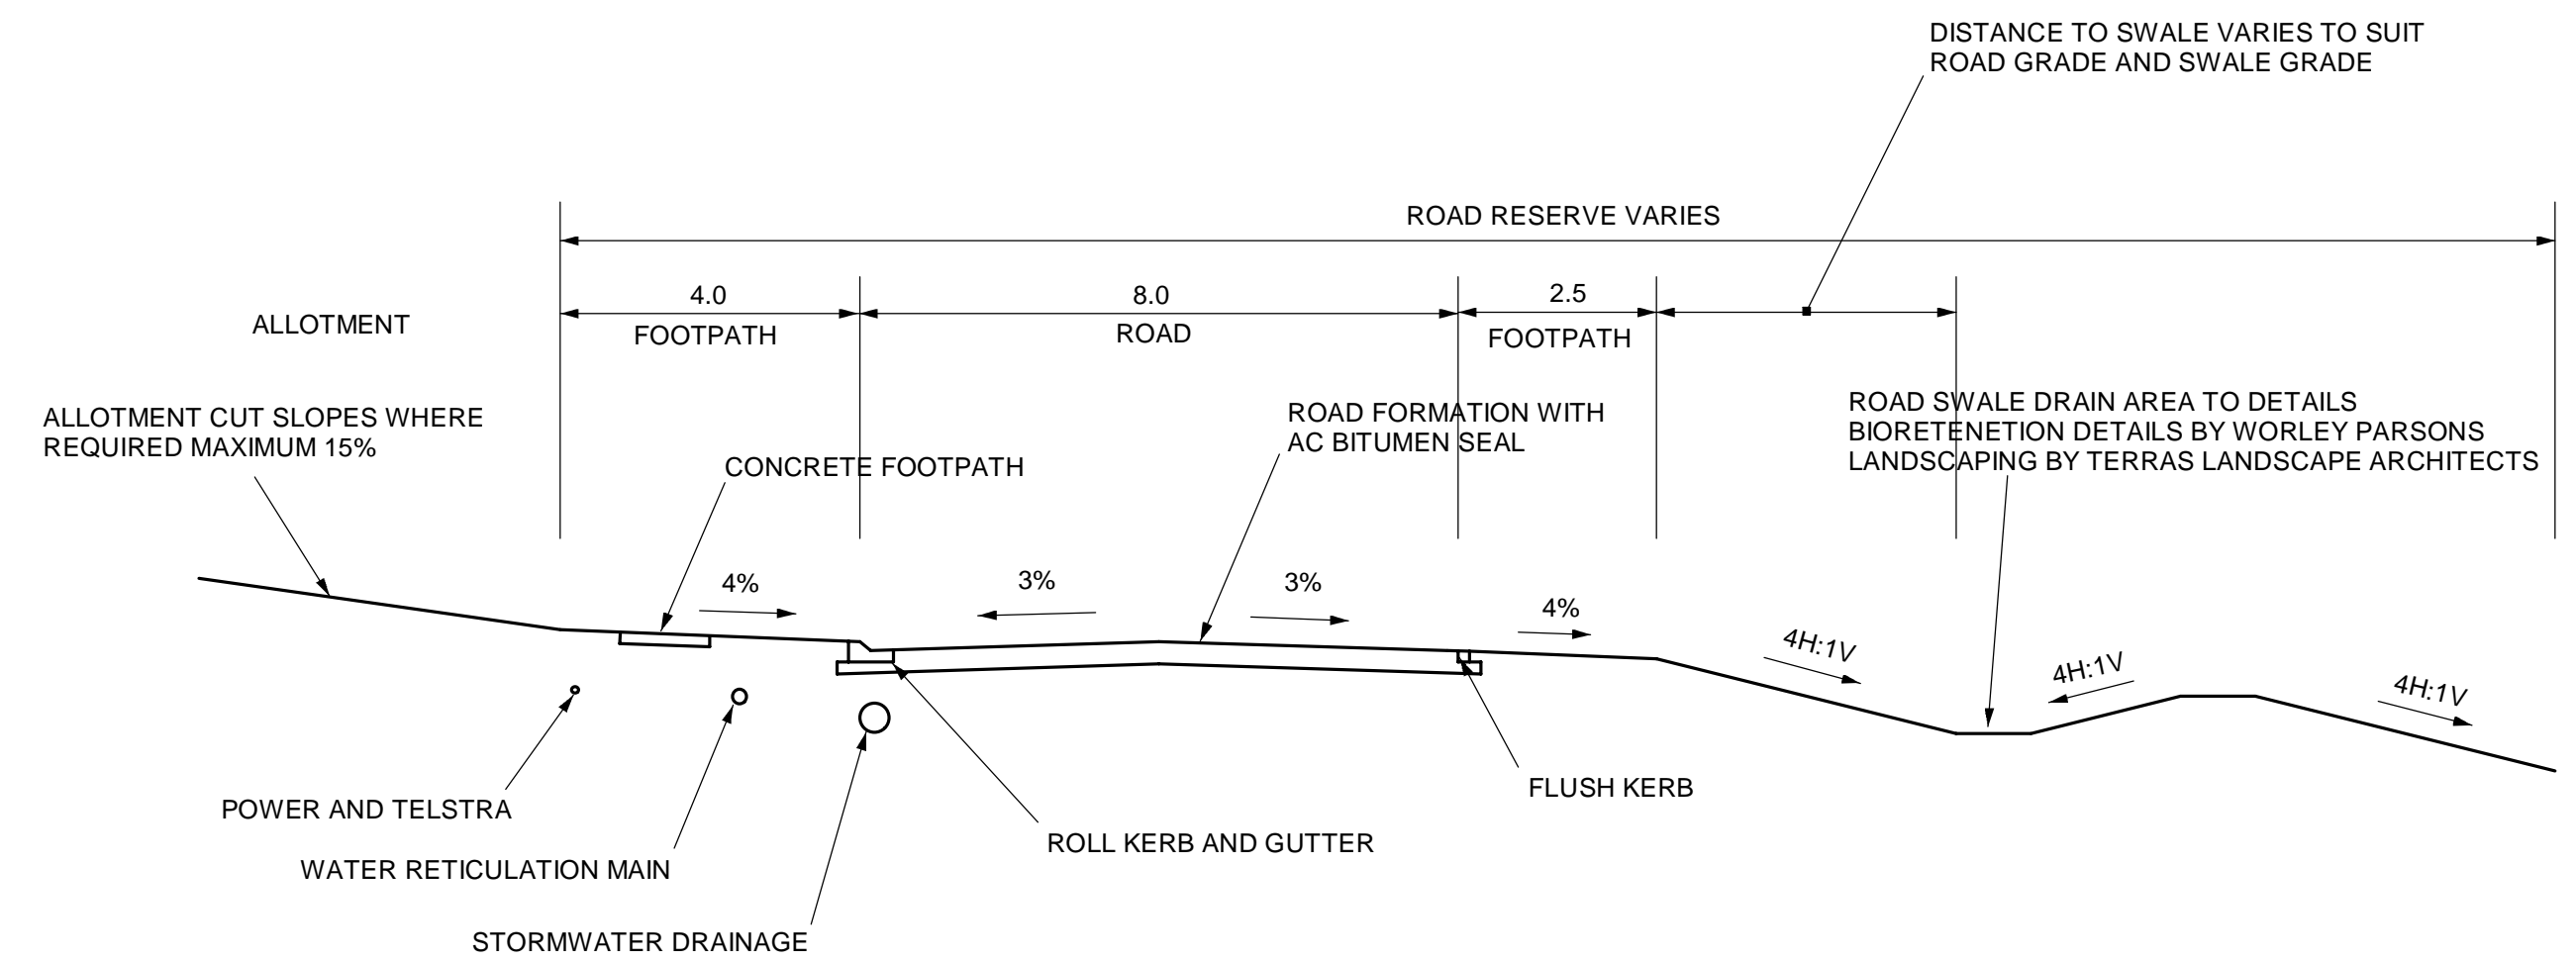 DISTANCE TO SWALE VARIES TO SUIT
ROAD GRADE AND SWALE GRADE
ROAD RESERVE VARIES
4.0
FOOTPATH
8.0
ROAD
2.5
FOOTPATH
ALLOTMENT
ALLOTMENT CUT SLOPES WHERE
REQUIRED MAXIMUM 15%
CONCRETE FOOTPATH
ROAD FORMATION WITH
AC BITUMEN SEAL
ROAD SWALE DRAIN AREA TO DETAILS
BIORETENETION DETAILS BY WORLEY PARSONS
LANDSCAPING BY TERRAS LANDSCAPE ARCHITECTS
4%
3%
3%
4%
4H:1V
4H:1V
4H:1V
POWER AND TELSTRA
WATER RETICULATION MAIN
STORMWATER DRAINAGE
ROLL KERB AND GUTTER
FLUSH KERB